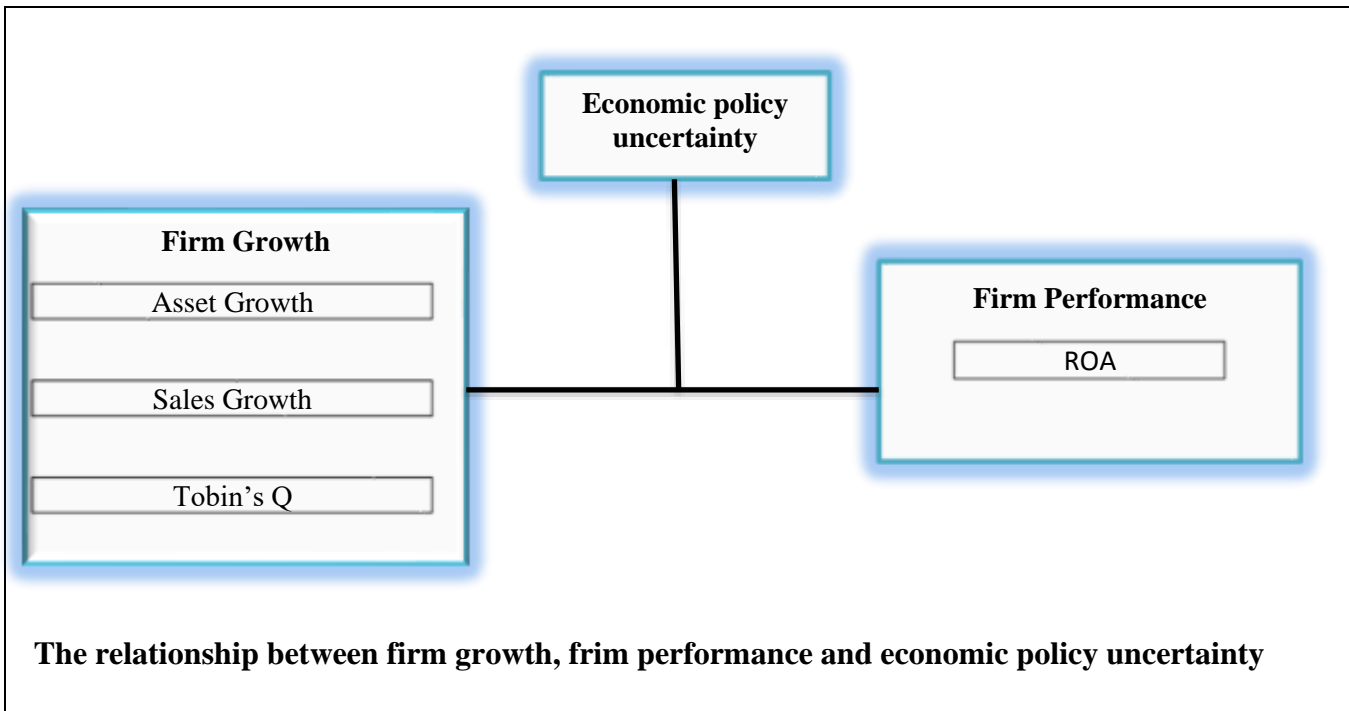 Economic policy
uncertainty
Firm Growth
Asset Growth
Sales Growth
Tobin’s Q
Firm Performance
ROA
The relationship between firm growth, frim performance and economic policy uncertainty